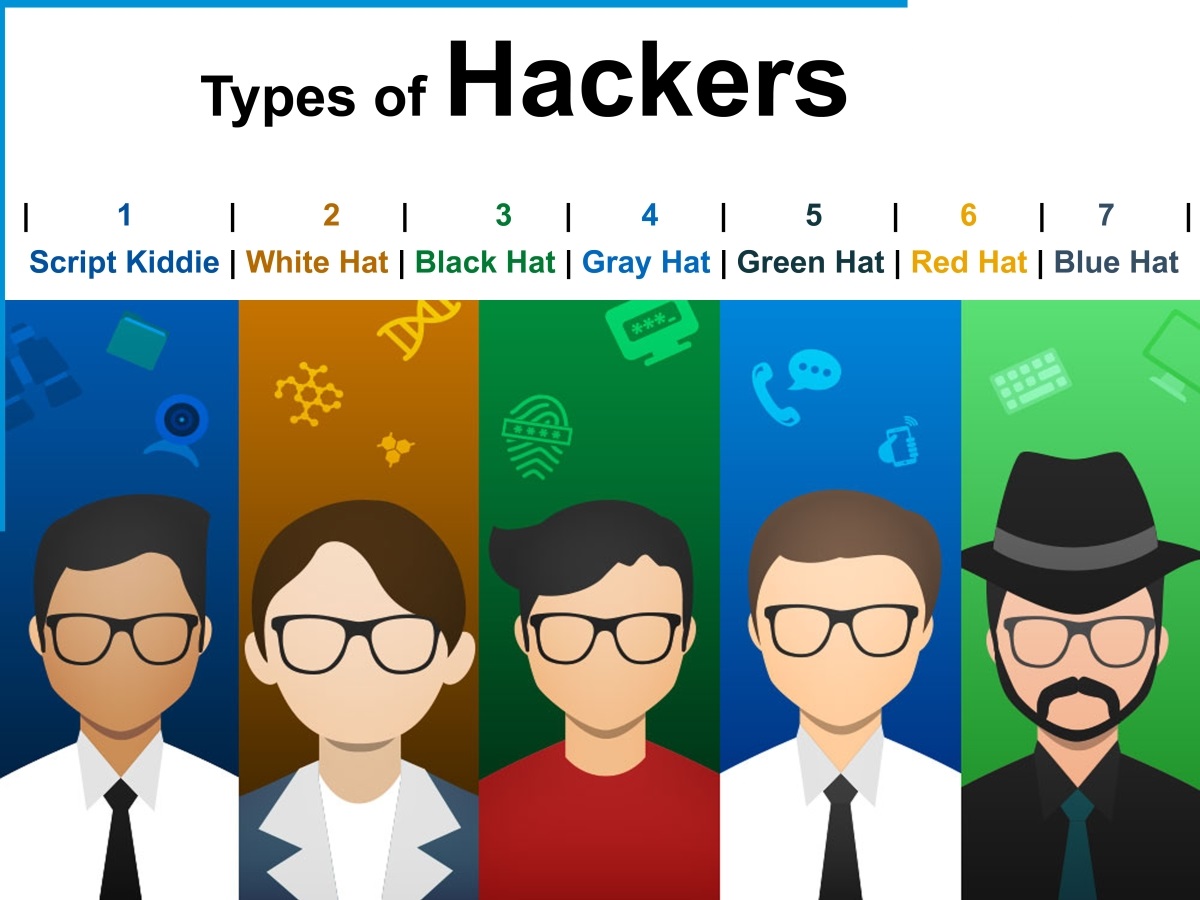 Types of Hackers
| 1 | 2 | 3 | 4 | 5 | 6 | 7 |
Script Kiddie | White Hat | Black Hat | Gray Hat | Green Hat | Red Hat | Blue Hat
***_
****